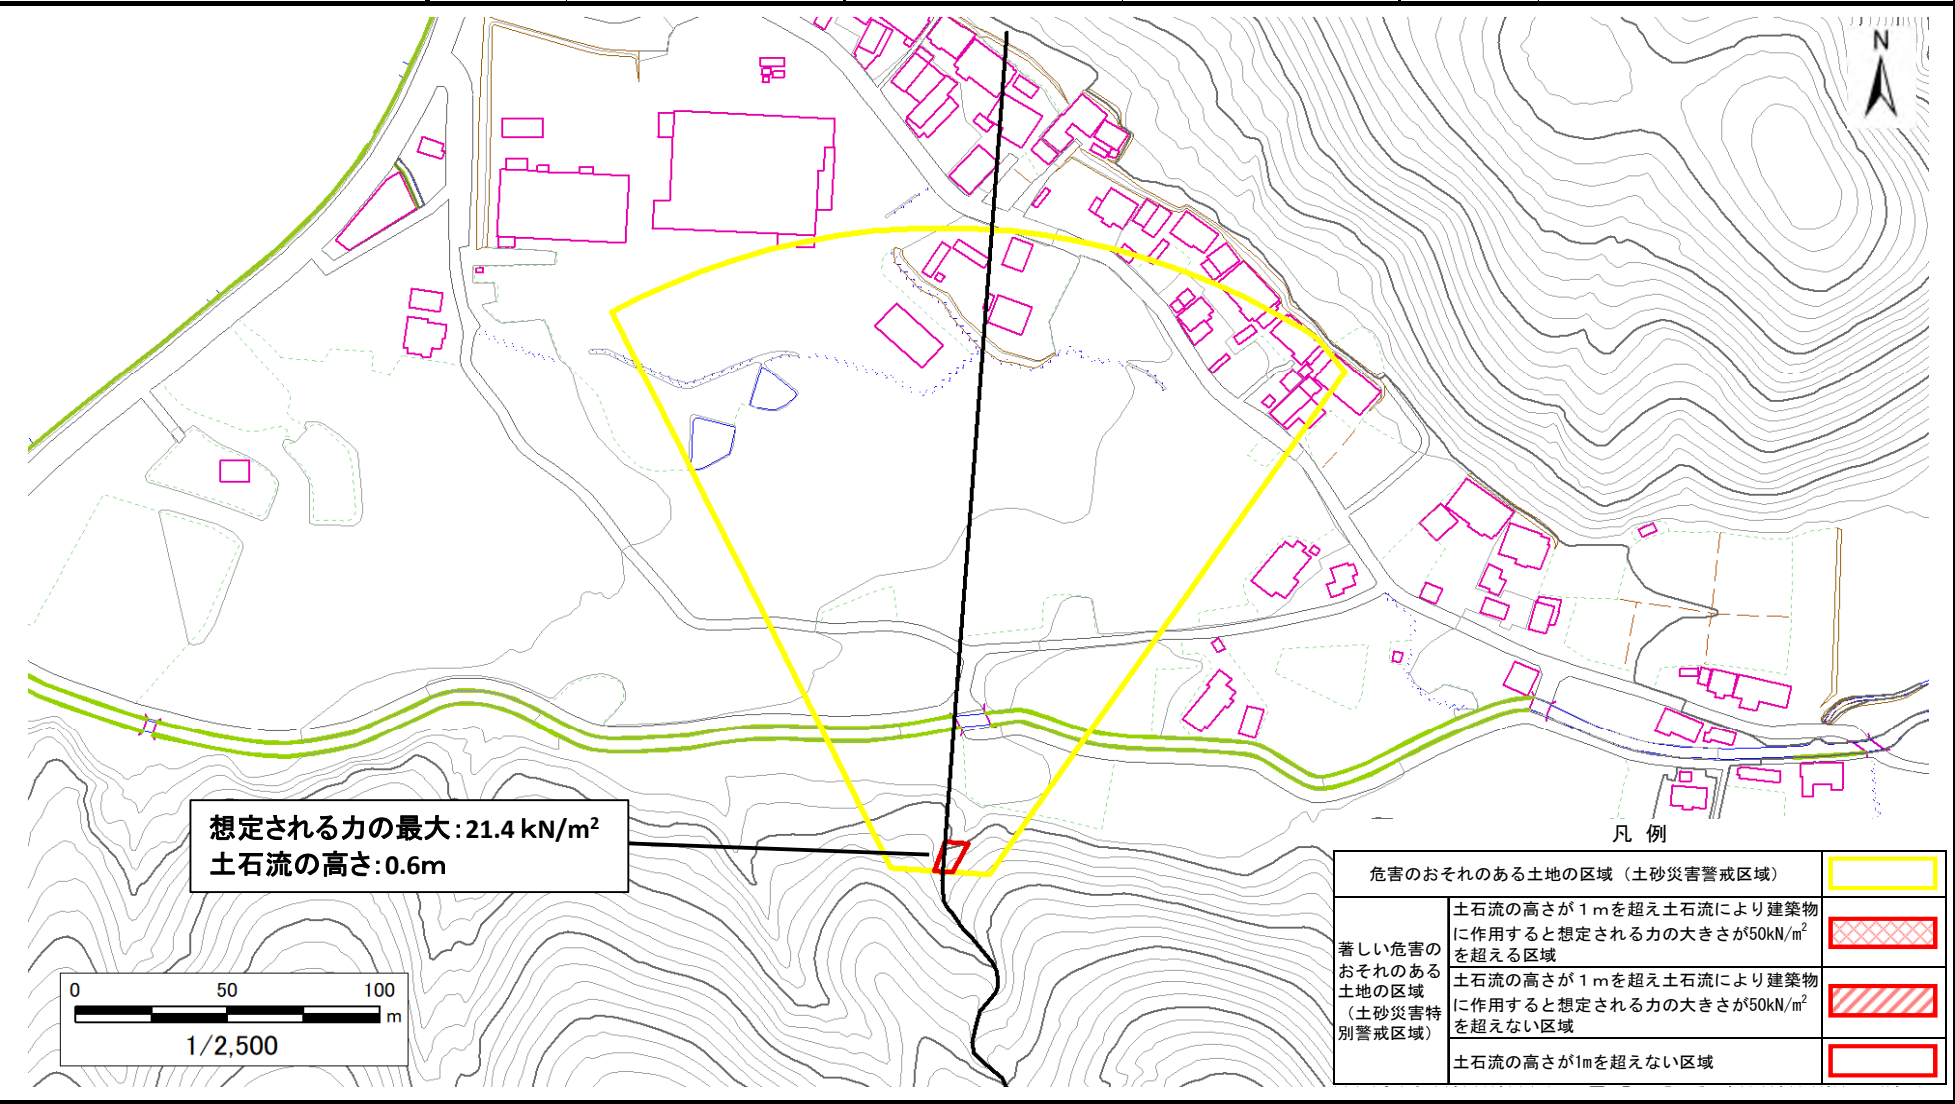 N
想定される力の最大：21.4 kN/m²
土石流の高さ：0.6m
0 50 100
m
1/2,500
凡 例
危害のおそれのある土地の区域（土砂災害警戒区域）
著しい危害の
おそれのある
土地の区域
（土砂災害特
別警戒区域）
土石流の高さが１ｍを超え土石流により建築物
に作用すると想定される力の大きさが50kN/㎡
を超える区域
土石流の高さが１ｍを超え土石流により建築物
に作用すると想定される力の大きさが50kN/㎡
を超えない区域
土石流の高さが1mを超えない区域